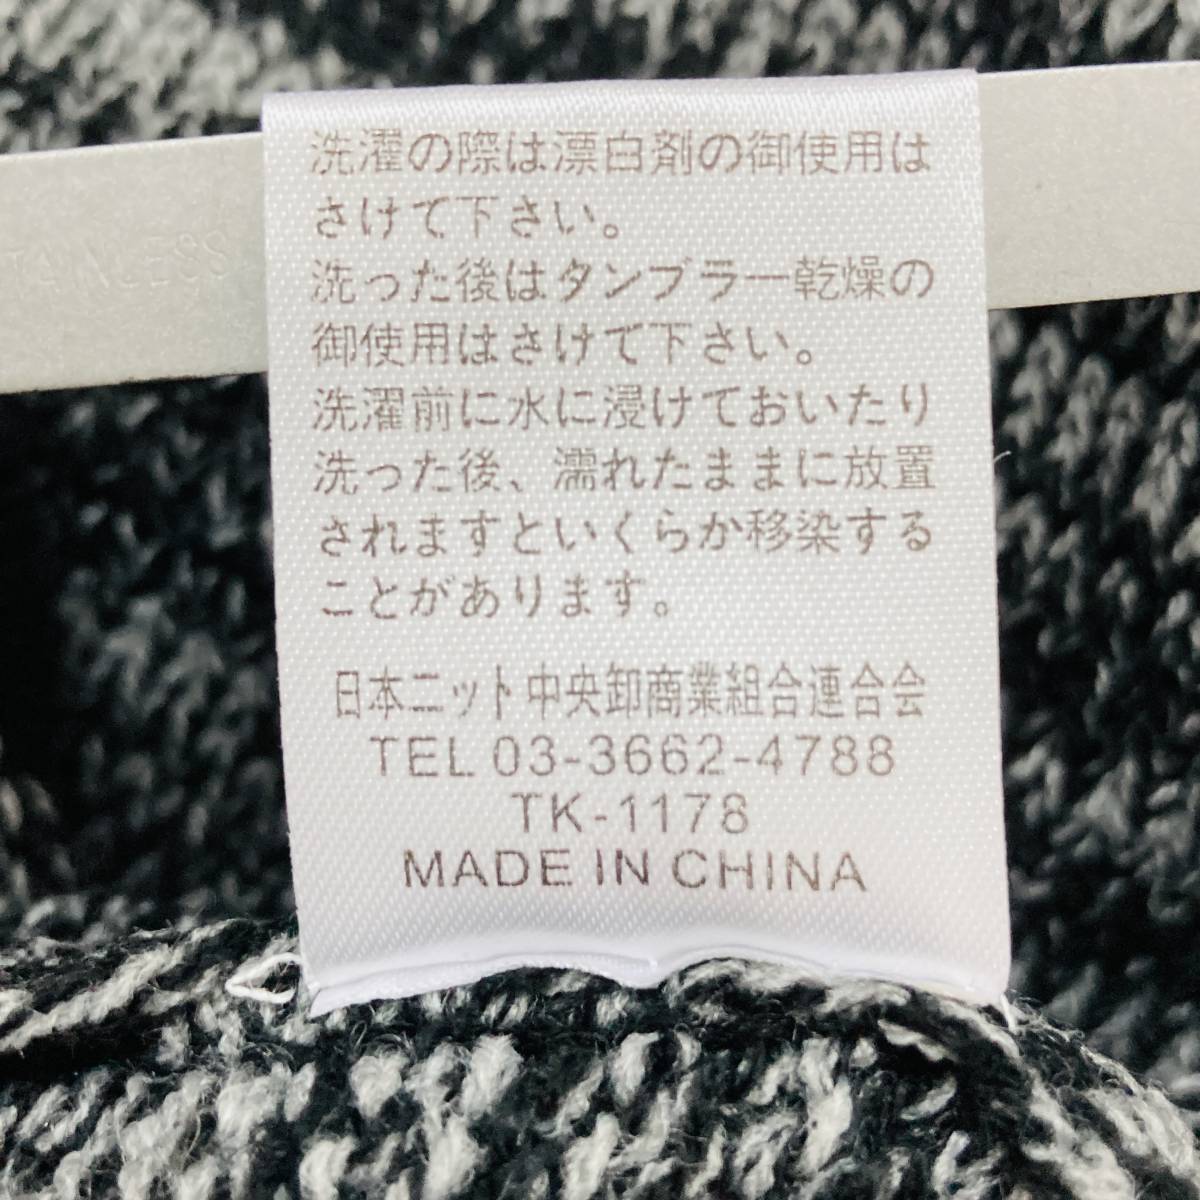 洗濯の際は漂白剤の御使用は
さけて下さい。
洗った後はタンブラー乾燥の
御使用はさけて下さい。
洗濯前に水に浸けておいたり
洗った後、濡れたままに放置
されますといくらか移染する
ことがあります。
日本ニット中央卸商業組合連合会
TEL 03-3662-4788
TK-1178
MADE IN CHINA